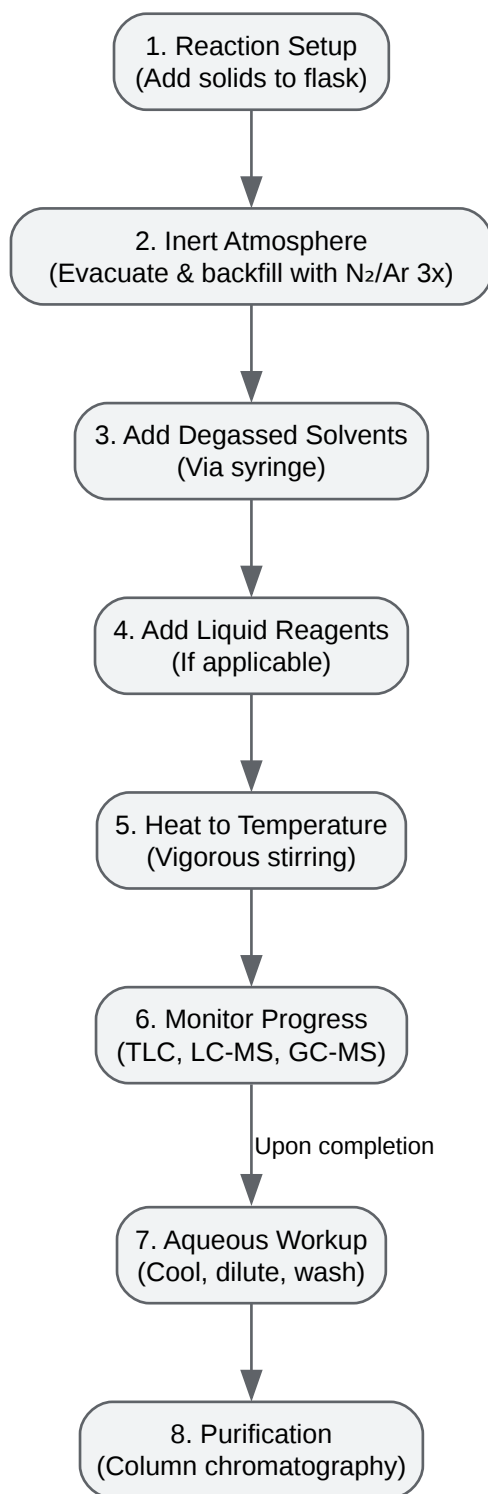 1. Reaction Setup
(Add solids to flask)
2. Inert Atmosphere
(Evacuate & backfill with N₂/Ar 3x)
3. Add Degassed Solvents
(Via syringe)
4. Add Liquid Reagents
(If applicable)
5. Heat to Temperature
(Vigorous stirring)
6. Monitor Progress
(TLC, LC-MS, GC-MS)
Upon completion
7. Aqueous Workup
(Cool, dilute, wash)
8. Purification
(Column chromatography)